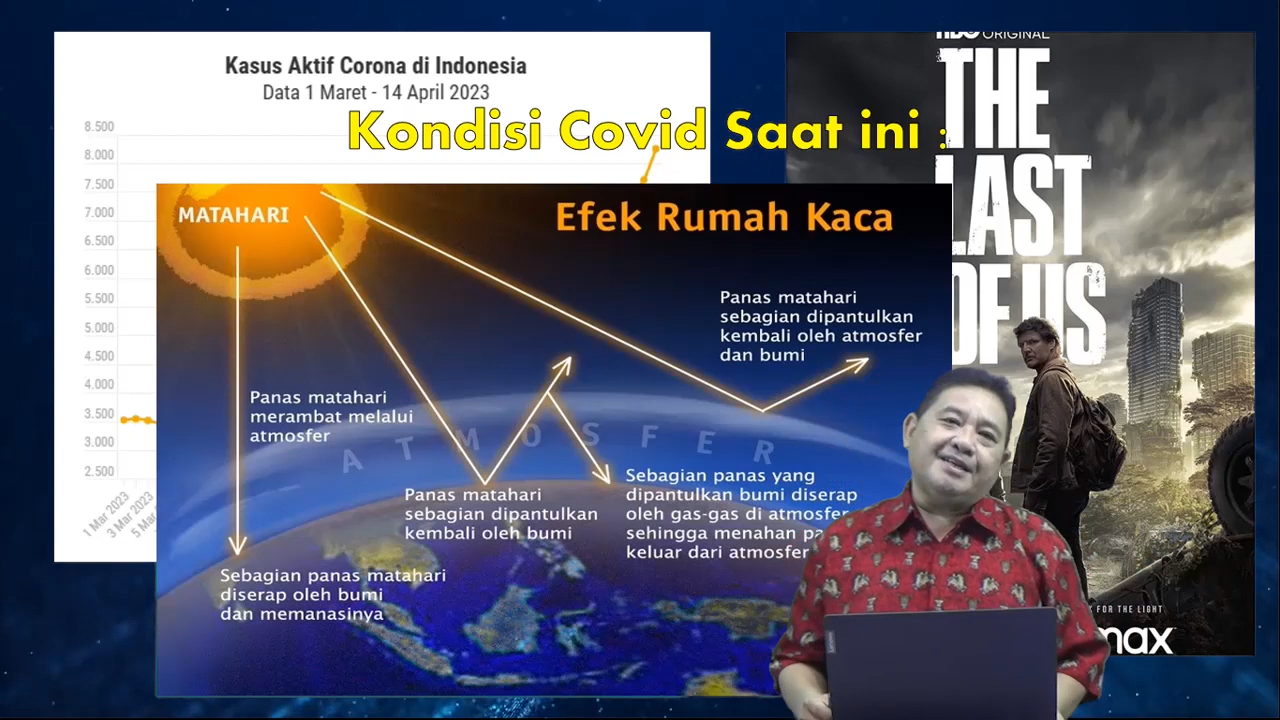 Kasus Aktif Corona di Indonesia
Data 1 Maret - 14 April 2023
Kondisi Covid Saat ini :
8.500
8.000
7.500
7.000
6.500
6.000
5.500
5.000
4.500
4.000
3.500
3.000
2.500
1 Mar 2023
3 Mar 2023
5 Mar
MATAHARI
Efek Rumah Kaca
Panas matahari
sebagian dipantulkan
kembali oleh atmosfer
dan bumi
Panas matahari
merambat melalui
atmosfer
ATMOSFER
Panas matahari
sebagian dipantulkan
kembali oleh bumi
Sebagian panas yang
dipantulkan bumi diserap
oleh gas-gas di atmosfer
sehingga menahan pa
keluar dari atmosfer
Sebagian panas matahari
diserap oleh bumi
dan memanasinya
HBO ORIGINAL
THE
LAST
OF US
FOR THE LIGHT
max
Lenovo